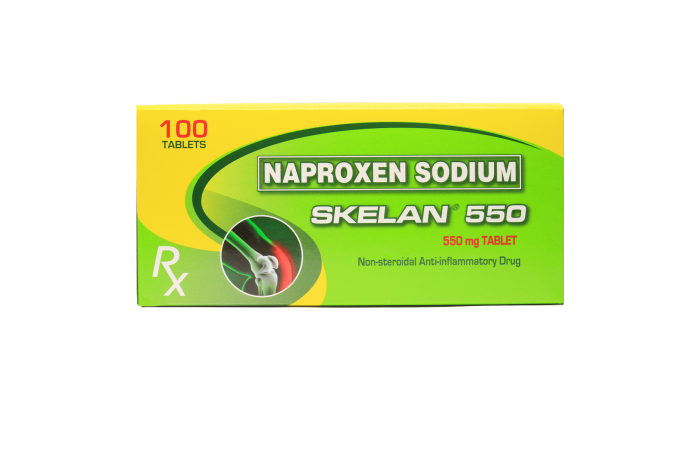 100
TABLETS
NAPROXEN SODIUM
SKELAN® 550
550 mg TABLET
Non-steroidal Anti-inflammatory Drug
Rx